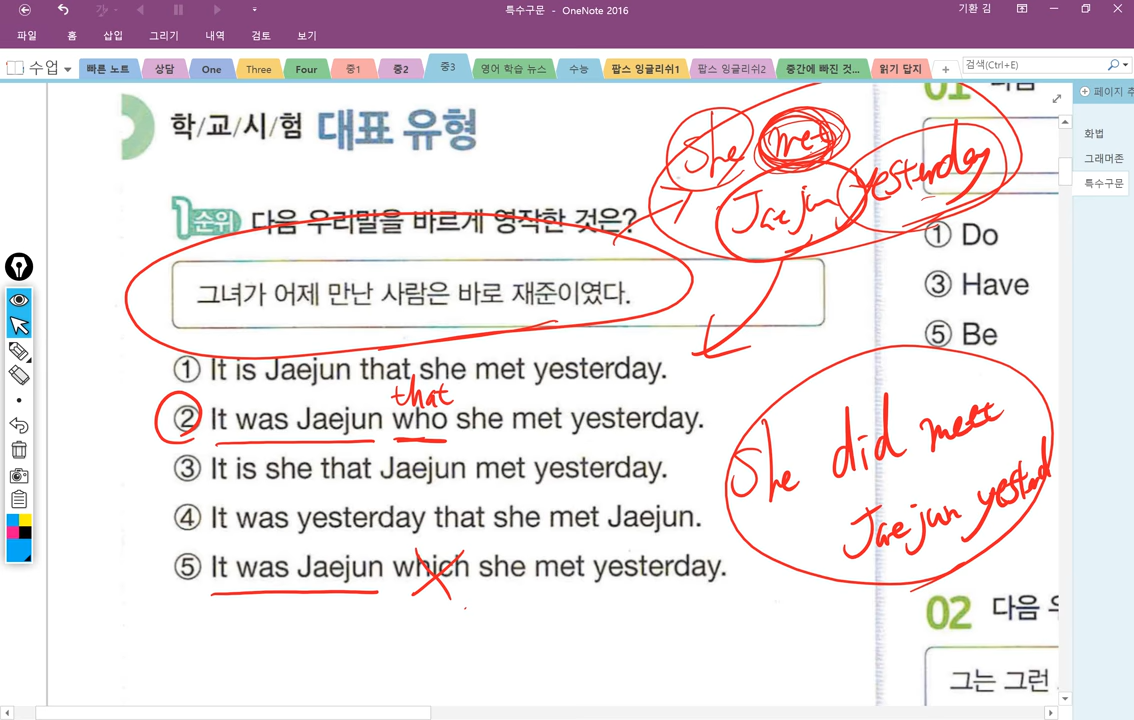 특수구문 - OneNote 2016
기환 김
파일 홈 삽입 그리기 내역 검토 보기
수업 빠른 노트 상담 One Three Four 중1 중2 중3 영어 학습 뉴스 수능 팝스 잉글리쉬1 팝스 잉글리쉬2 중간에 빠진 것... 읽기 답지 + 검색(Ctrl+E)
페이지 추
화법
그래머존
특수구문
학/교/시/험 대표 유형
She met
Jaejun yesterday
1순위 다음 우리말을 바르게 영작한 것은?
그녀가 어제 만난 사람은 바로 재준이였다.
① It is Jaejun that she met yesterday.
that
② It was Jaejun who she met yesterday.
③ It is she that Jaejun met yesterday.
④ It was yesterday that she met Jaejun.
⑤ It was Jaejun which she met yesterday.
She did meet
Jaejun yesterd
01
① Do
③ Have
⑤ Be
02 다음
그는 그런